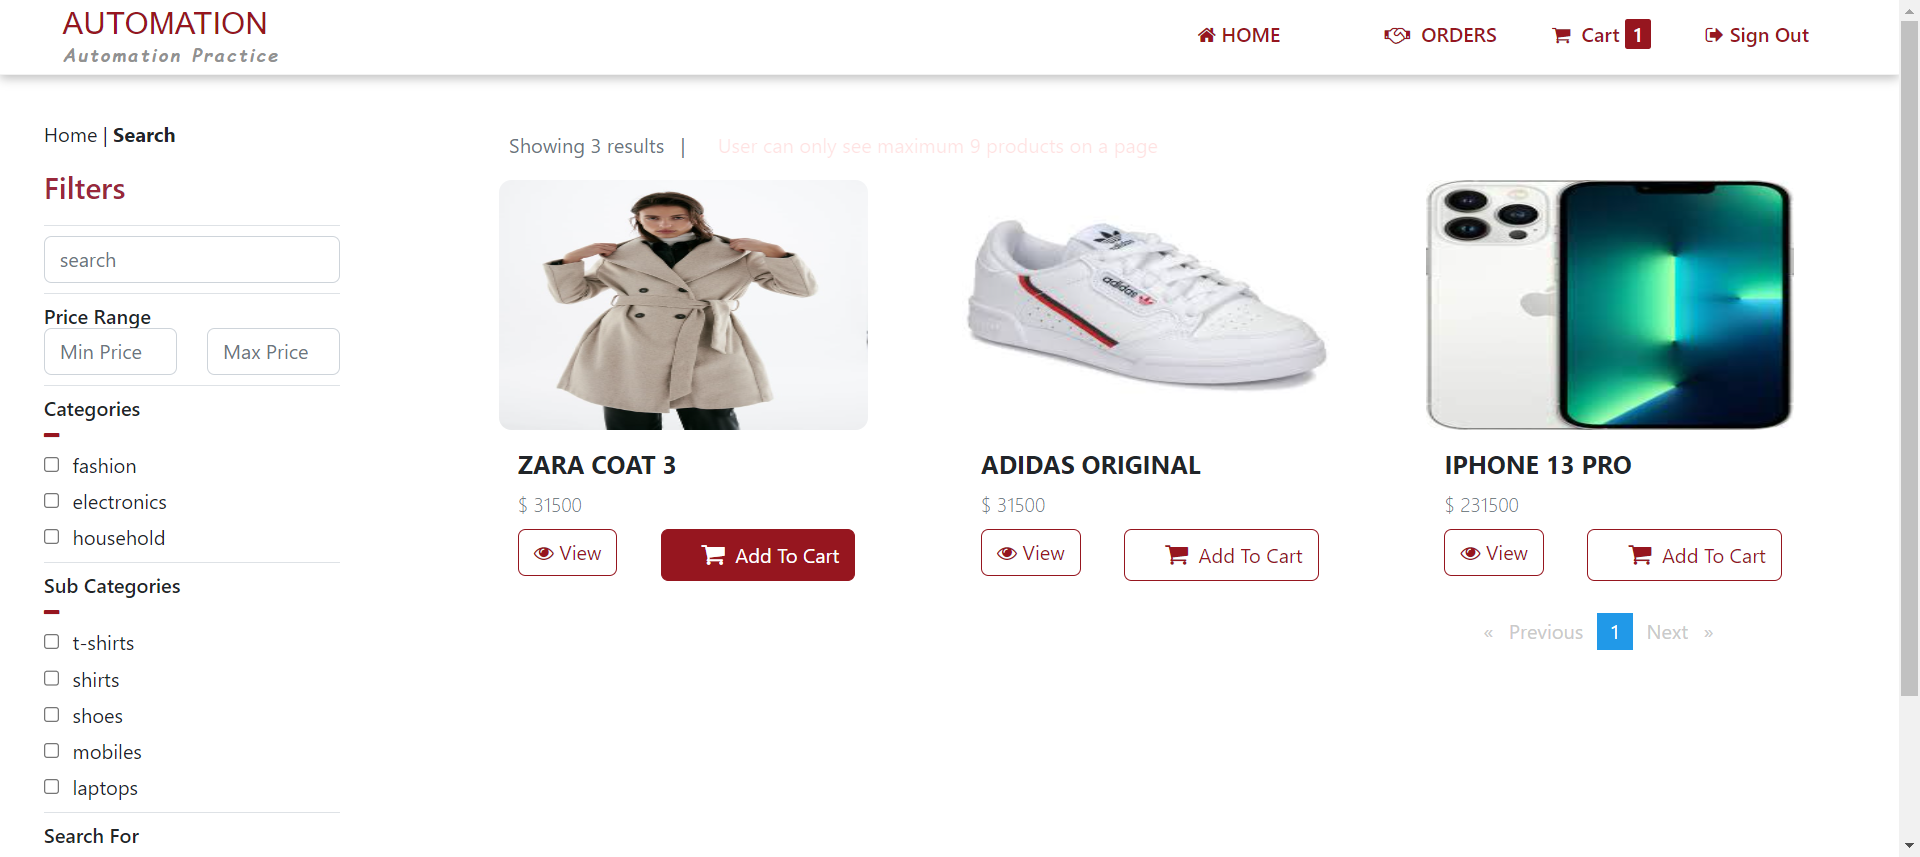 AUTOMATION
Automation Practice
HOME
ORDERS
Cart 1
Sign Out
Home | Search
Filters
search
Price Range
Min Price
Max Price
Categories
fashion
electronics
household
Sub Categories
t-shirts
shirts
shoes
mobiles
laptops
Search For
Showing 3 results |
User can only see maximum 9 products on a page
adidas
adidas
ZARA COAT 3
$ 31500
View
Add To Cart
ADIDAS ORIGINAL
$ 31500
View
Add To Cart
IPHONE 13 PRO
$ 231500
View
Add To Cart
« Previous 1 Next »